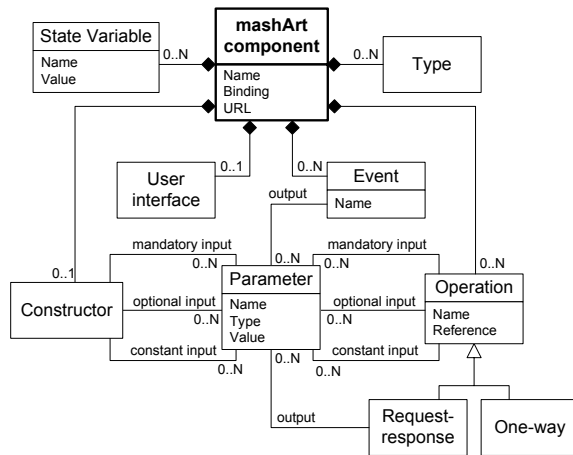 State Variable
Name
Value
0..N
mashArt
component
Name
Binding
URL
0..N
Type
0..1
User
interface
0..N
Event
Name
output
0..1
mandatory input
0..N
0..N
mandatory input
0..N
0..N
Constructor
optional input
0..N
Parameter
Name
Type
Value
optional input
0..N
Operation
Name
Reference
constant input
0..N
0..N
constant input
0..N
output
Request-
response
One-way